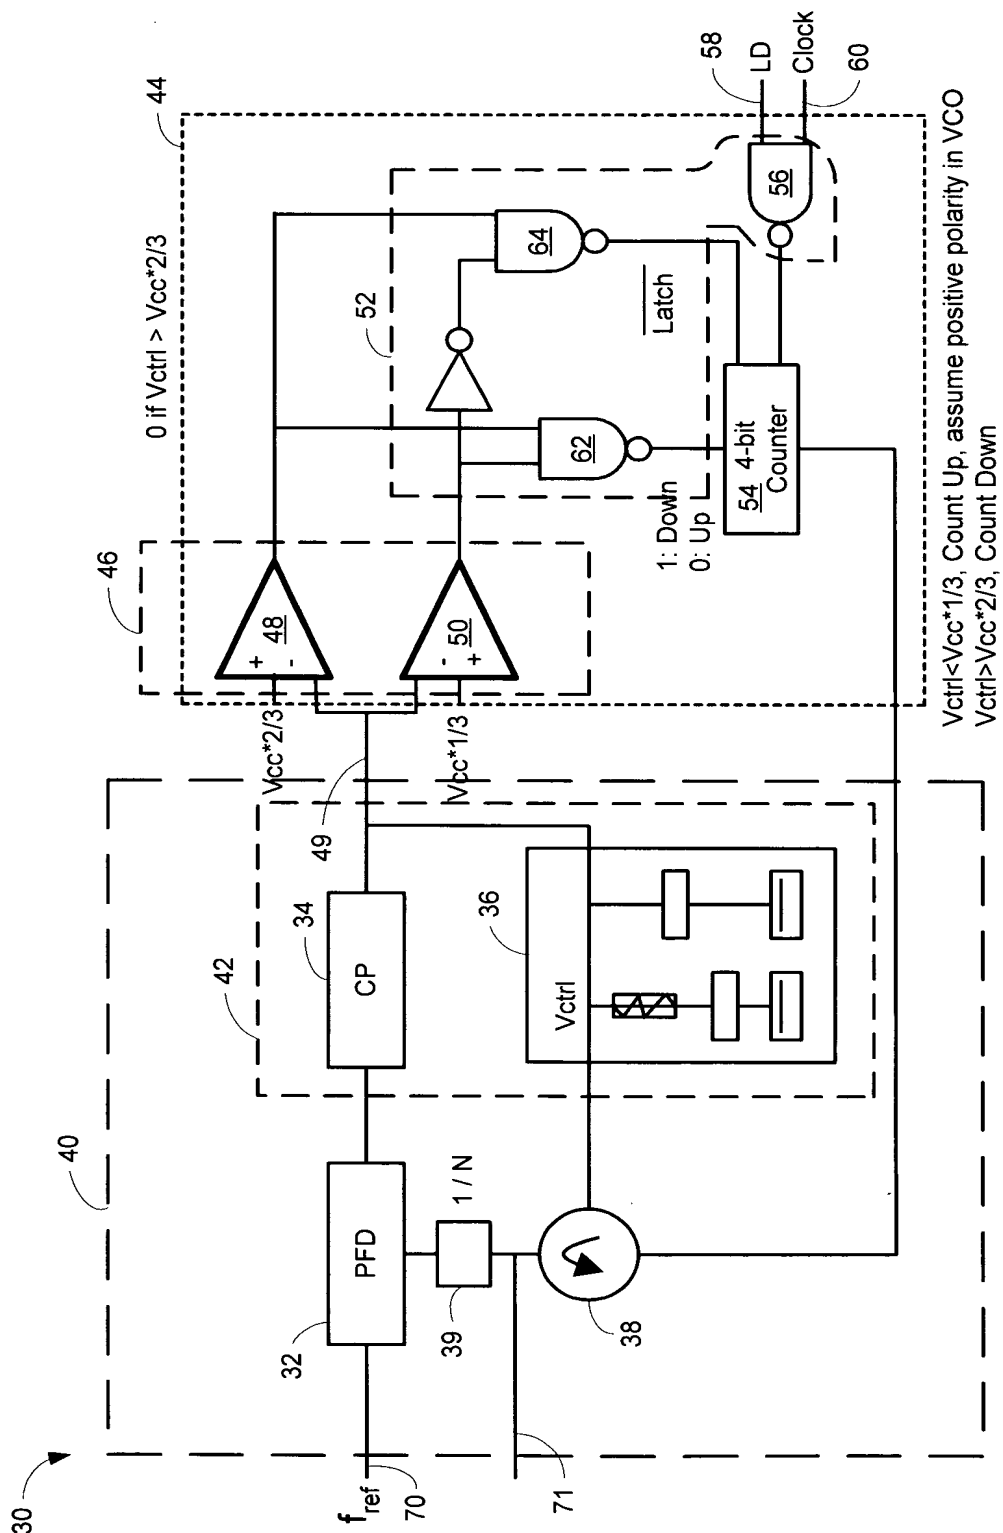 30
40
42
34
CP
PFD
32
f ref
70
71
39
1 / N
38
36
Vctrl
49
Vcc*2/3
Vcc*1/3
46
44
48
+
-
50
-
+
0 if Vctrl > Vcc*2/3
52
64
62
Latch
1: Down
0: Up
54 4-bit
Counter
56
58
LD
Clock
60
Vctrl<Vcc*1/3, Count Up, assume positive polarity in VCO
Vctrl>Vcc*2/3, Count Down